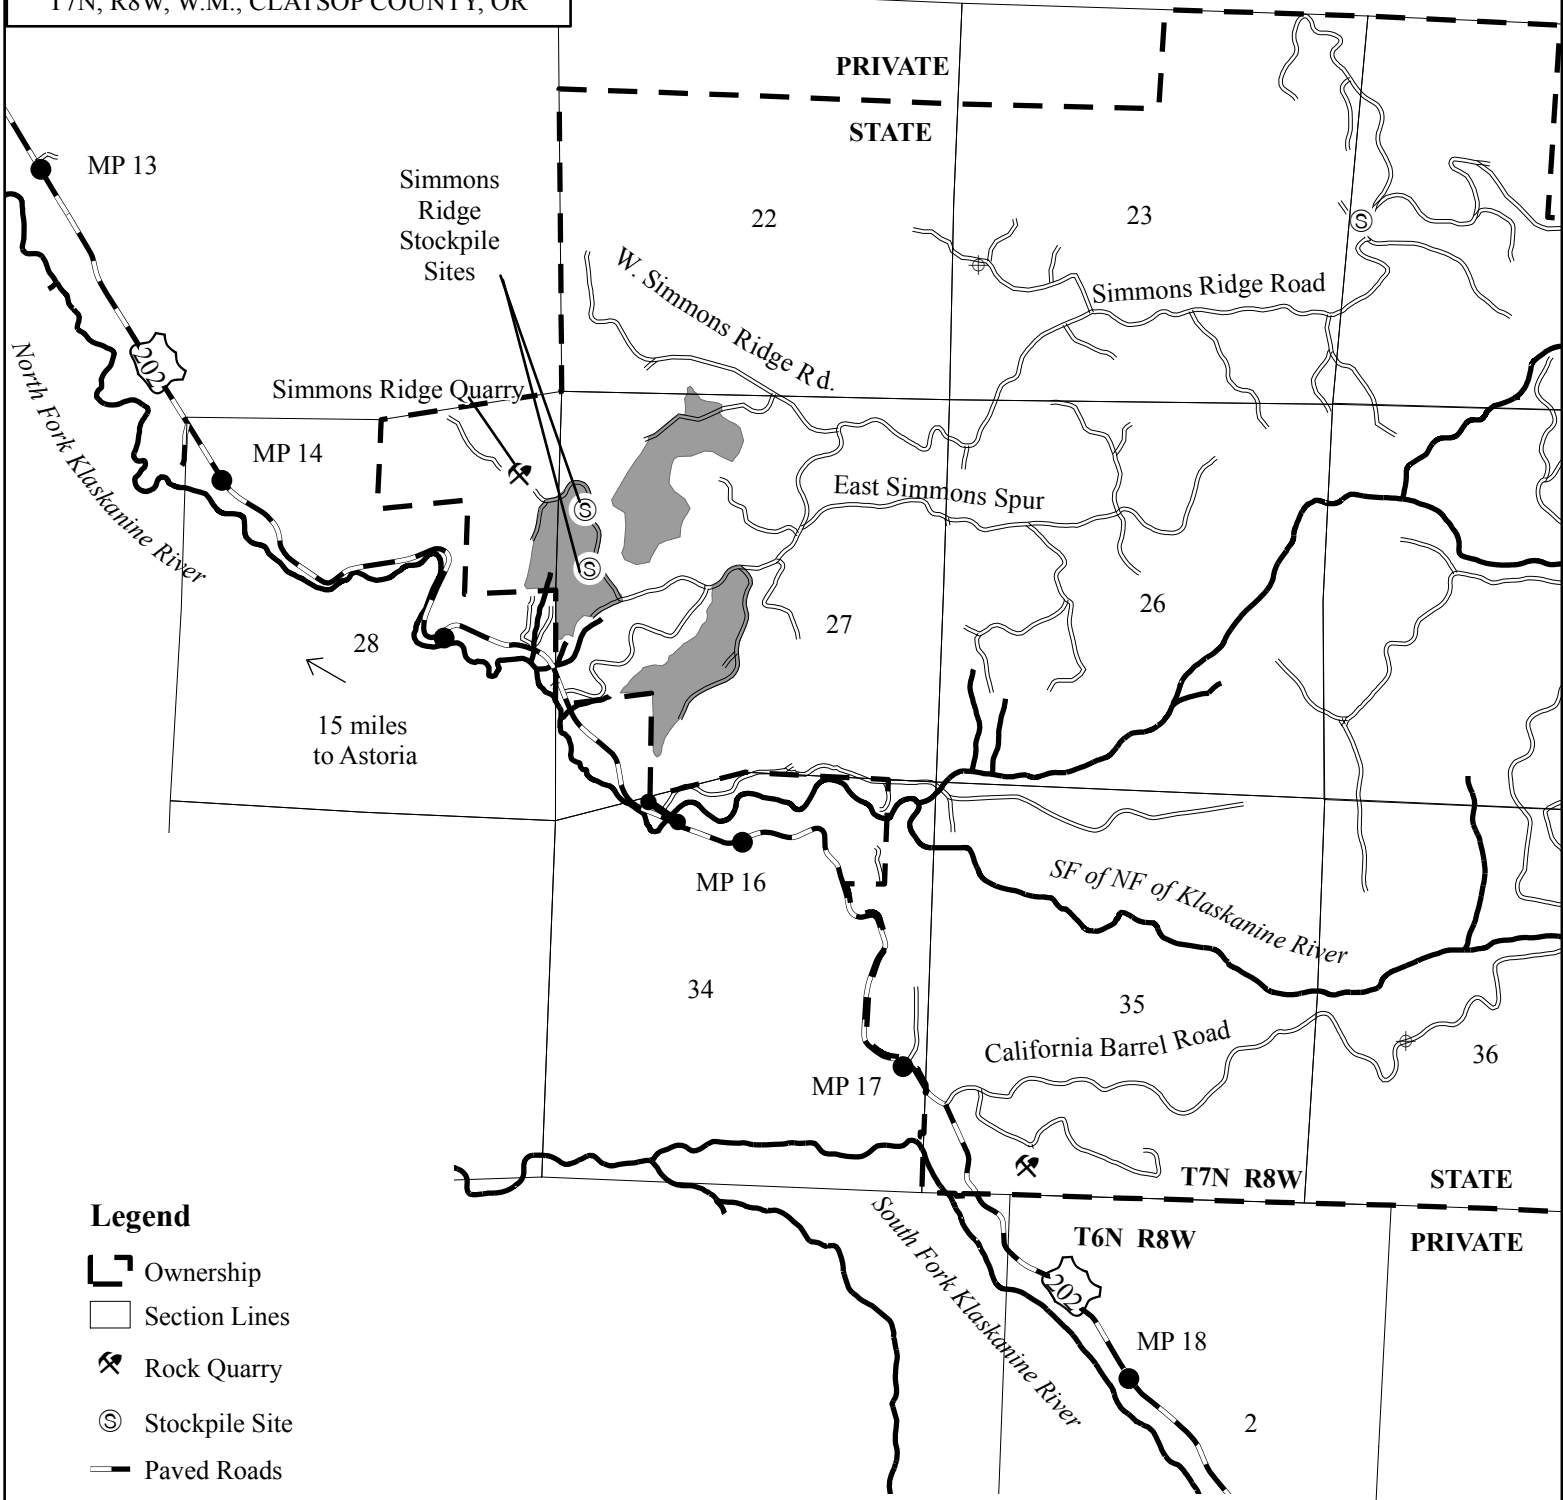 T7N, R8W, W.M., CLATSOP COUNTY, OR
PRIVATE
STATE
MP 13
Simmons
Ridge
Stockpile
Sites
22
23
S
W. Simmons Ridge Rd.
Simmons Ridge Road
202
North Fork Klaskanine River
Simmons Ridge Quarry
MP 14
East Simmons Spur
S
S
28
27
26
15 miles
to Astoria
MP 16
SF of NF of Klaskanine River
34
35
California Barrel Road
36
MP 17
T7N R8W
STATE
T6N R8W
PRIVATE
South Fork Klaskanine River
202
MP 18
2
Legend
Ownership
Section Lines
Rock Quarry
S Stockpile Site
Paved Roads